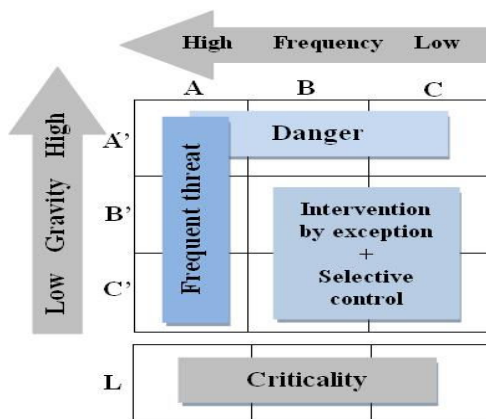 High Frequency Low
A B C
A'
Danger
Low Gravity High
Frequent threat
B'
Intervention
by exception
+
Selective
control
C'
L
Criticality